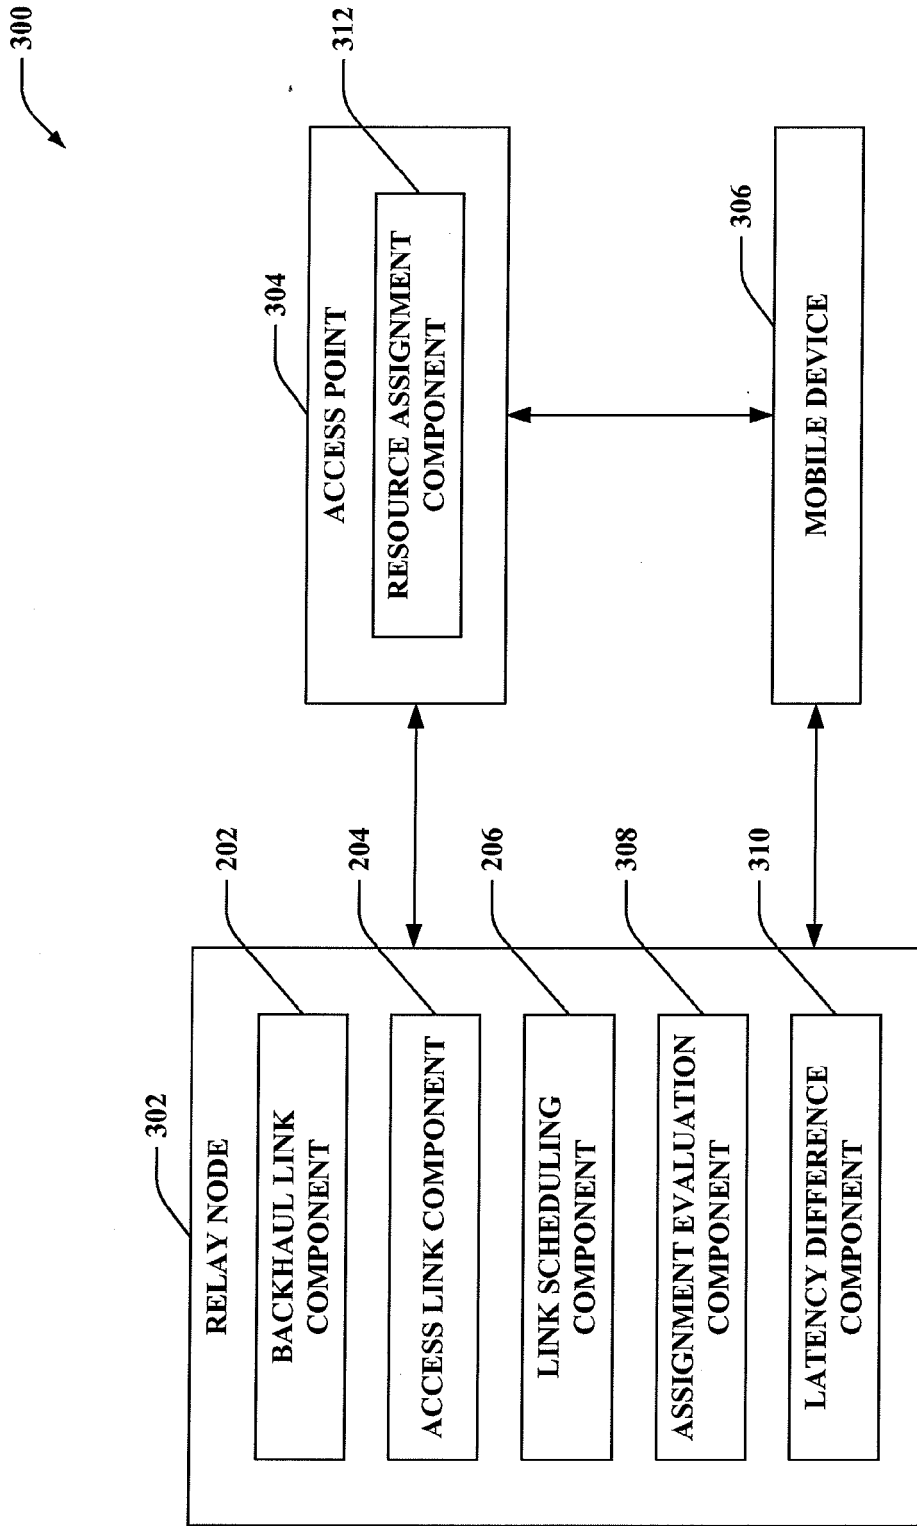 300
302
RELAY NODE
202
BACKHAUL LINK
COMPONENT
204
ACCESS LINK COMPONENT
206
LINK SCHEDULING
COMPONENT
308
ASSIGNMENT EVALUATION
COMPONENT
310
LATENCY DIFFERENCE
COMPONENT
304
ACCESS POINT
312
RESOURCE ASSIGNMENT
COMPONENT
306
MOBILE DEVICE